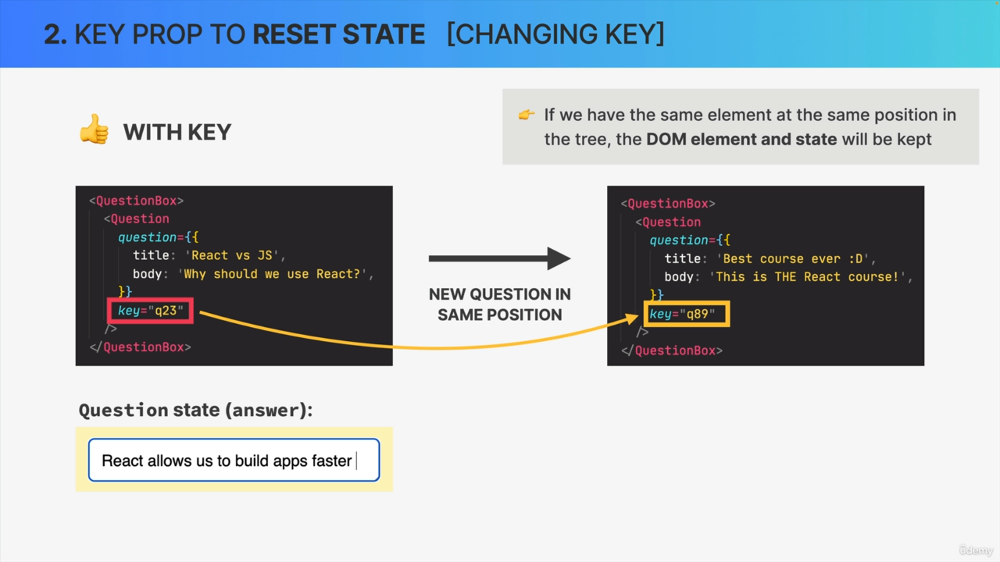 2. KEY PROP TO RESET STATE [CHANGING KEY]
WITH KEY
If we have the same element at the same position in
the tree, the DOM element and state will be kept
<QuestionBox>
<Question
question={{
title: 'React vs JS',
body: 'Why should we use React?',
}}
key="q23"
/>
</QuestionBox>
NEW QUESTION IN
SAME POSITION
<QuestionBox>
<Question
question={{
title: 'Best course ever :D',
body: 'This is THE React course!',
}}
key="q89"
/>
</QuestionBox>
Question state (answer):
React allows us to build apps faster
ûdemy